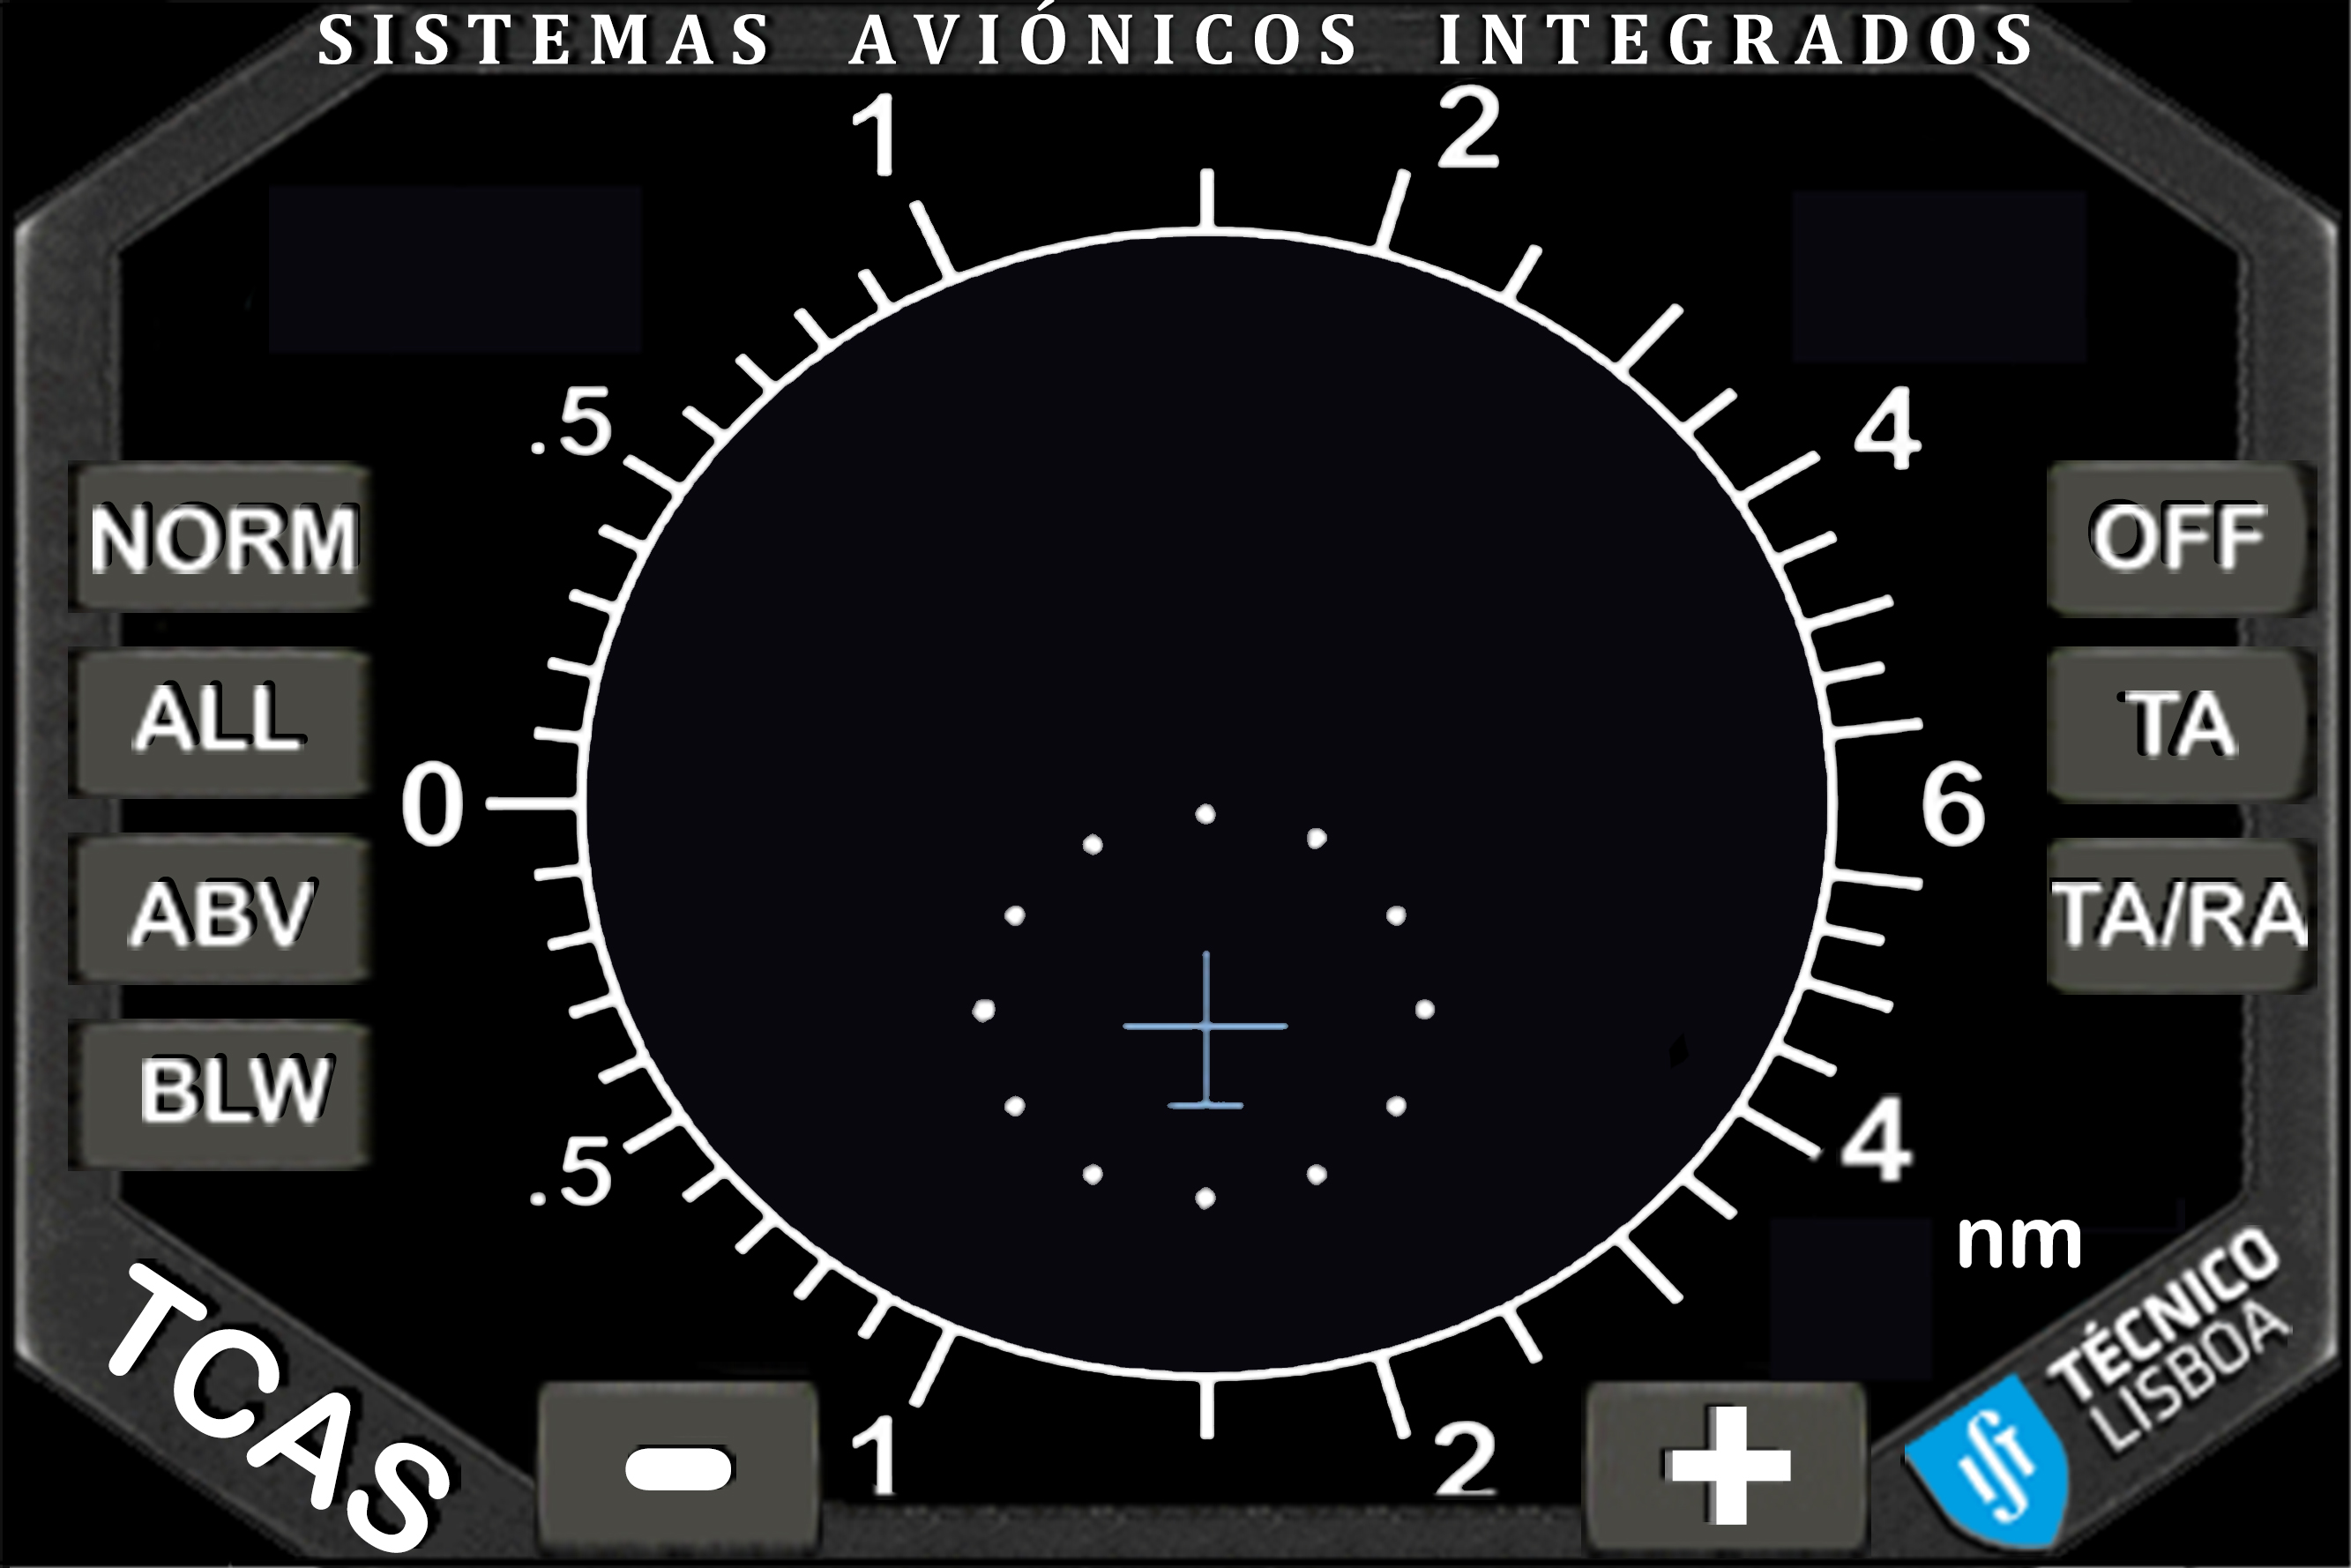 SISTEMAS AVIÓNICOS INTEGRADOS
1 2
.5 4
NORM OFF
ALL TA
0 6
ABV TA/RA
BLW
.5 4
nm
TCAS
TÉCNICO
LISBOA
1 2
- +